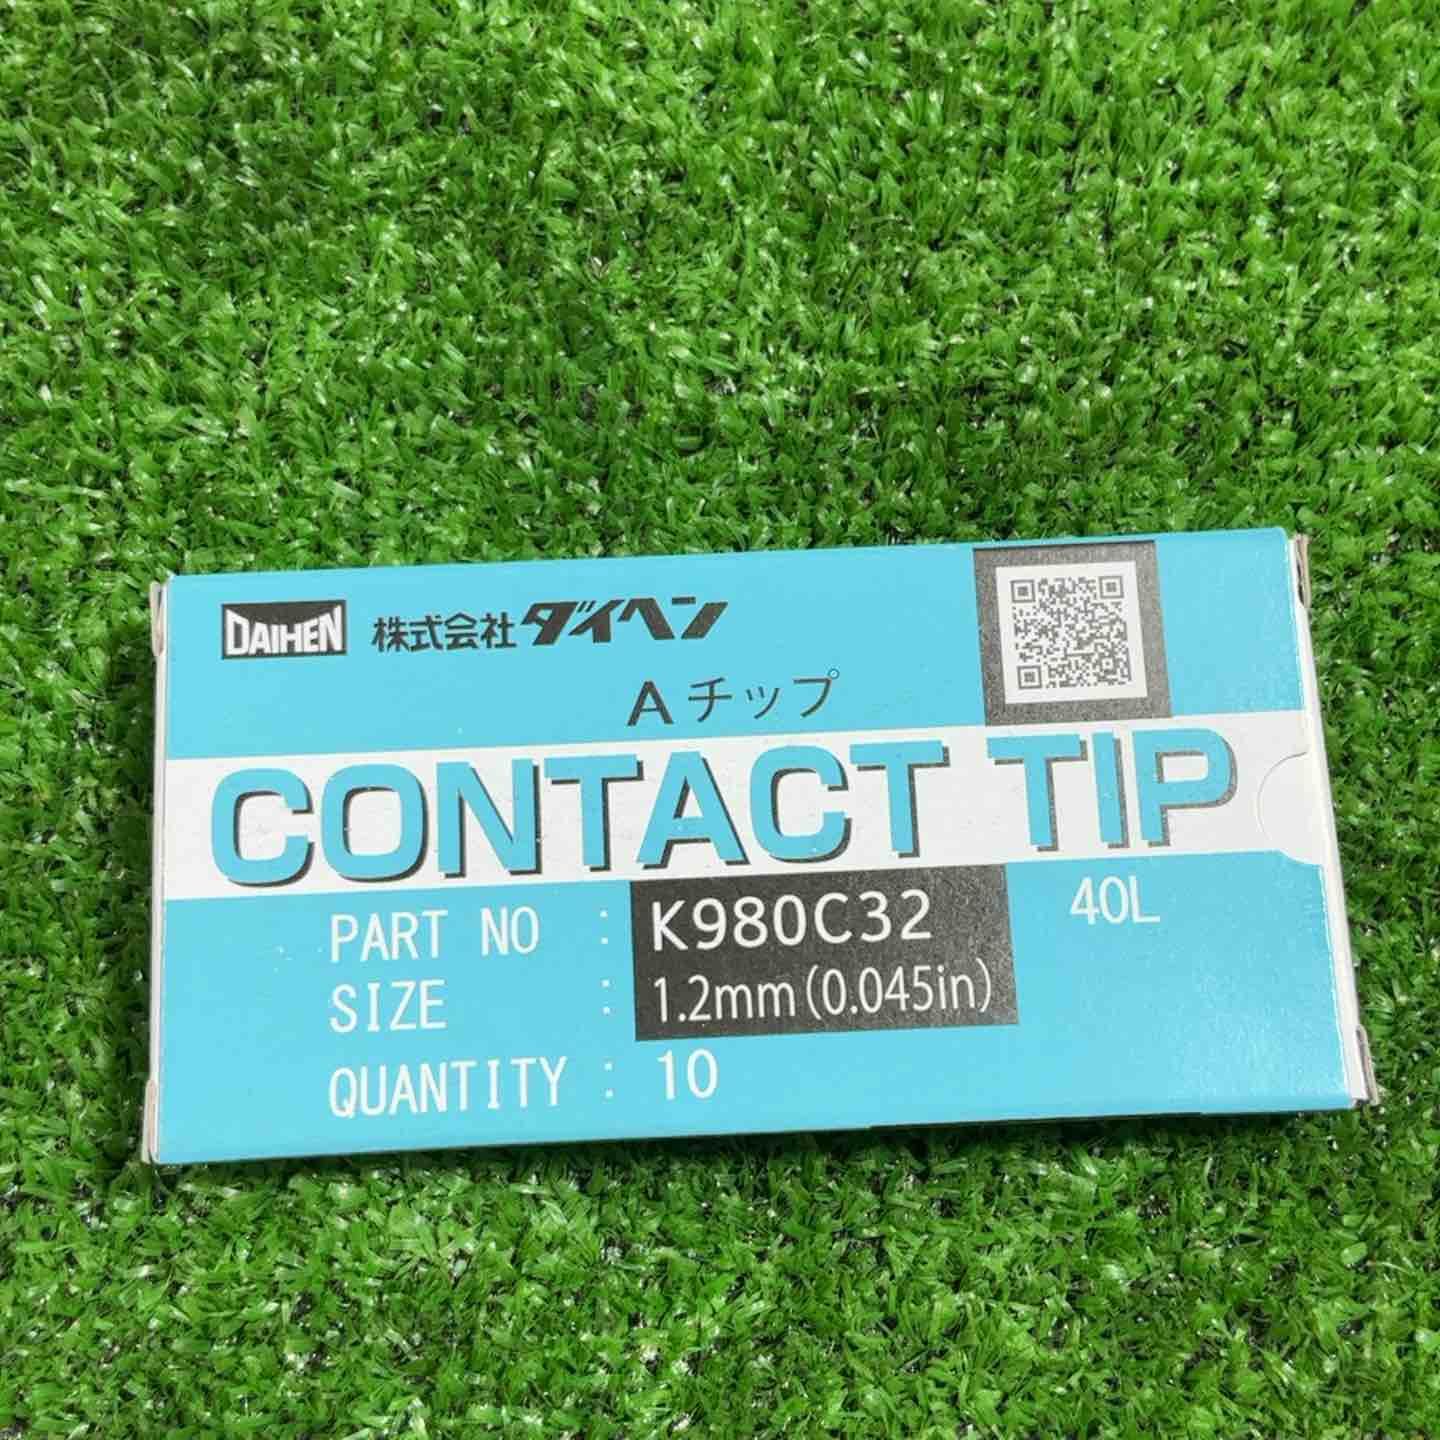 DAIHEN 株式会社ダイヘン
Aチップ
CONTACT TIP
PART NO : K980C32 40L
SIZE : 1.2mm(0.045in)
QUANTITY : 10